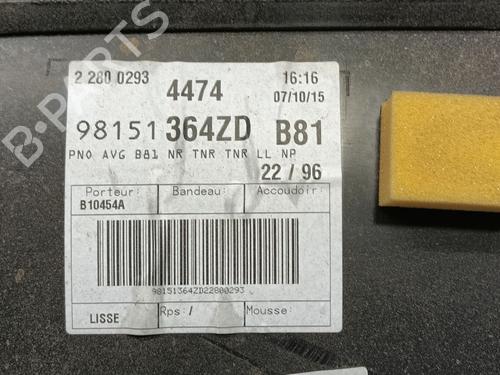 2 280 0293 4474 16:16
07/10/15
98151 364ZD B81
PNO AVG B81 NR TNR TNR LL NP
22 / 96
Porteur: Bandeau: Accoudoir:
B10454A
98151364ZD22800293
LISSE Rps:/ Mousse: